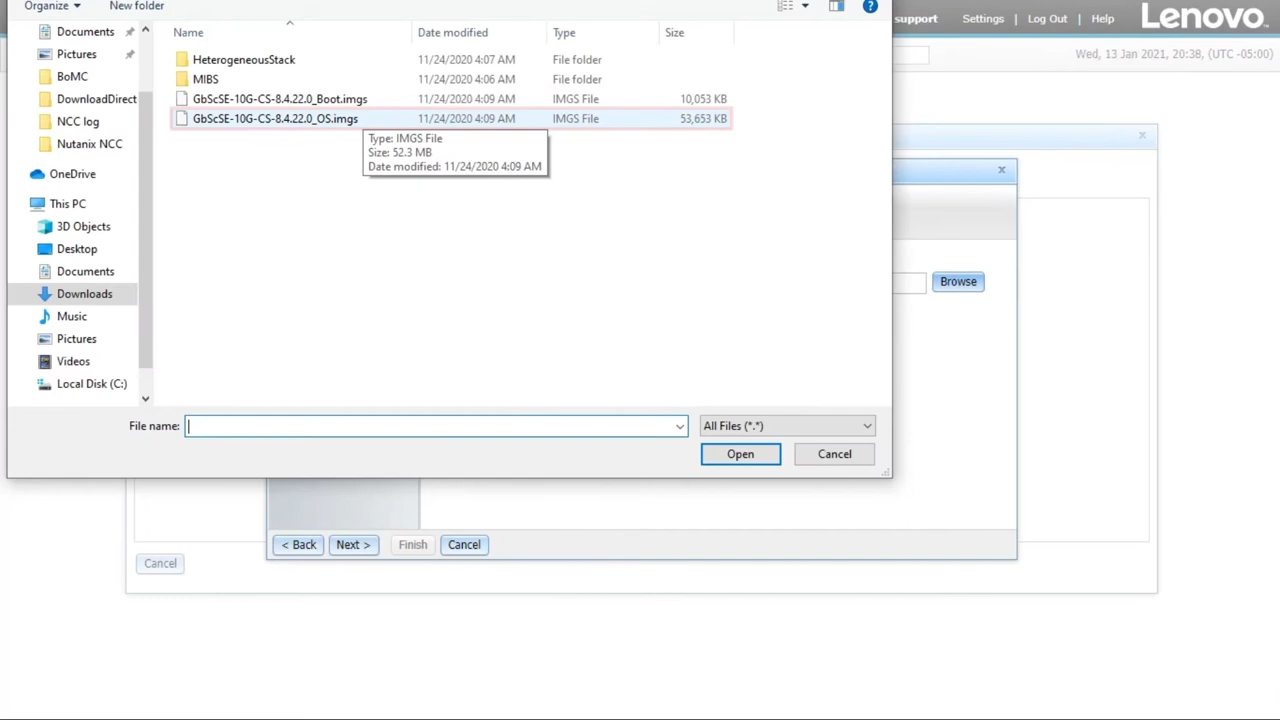 Organize New folder
support Settings | Log Out | Help Lenovo™
Wed, 13 Jan 2021, 20:38, (UTC -05:00)
Documents
Pictures
BoMC
DownloadDirect
NCC log
Nutanix NCC
OneDrive
This PC
3D Objects
Desktop
Documents
Downloads
Music
Pictures
Videos
Local Disk (C:)
Name Date modified Type Size
HeterogeneousStack 11/24/2020 4:07 AM File folder
MIBS 11/24/2020 4:06 AM File folder
GbScSE-10G-CS-8.4.22.0_Boot.imgs 11/24/2020 4:09 AM IMGS File 10,053 KB
GbScSE-10G-CS-8.4.22.0_OS.imgs 11/24/2020 4:09 AM IMGS File 53,653 KB
Type: IMGS File
Size: 52.3 MB
Date modified: 11/24/2020 4:09 AM
Browse
File name: All Files (*.*)
Open Cancel
< Back Next > Finish Cancel
Cancel